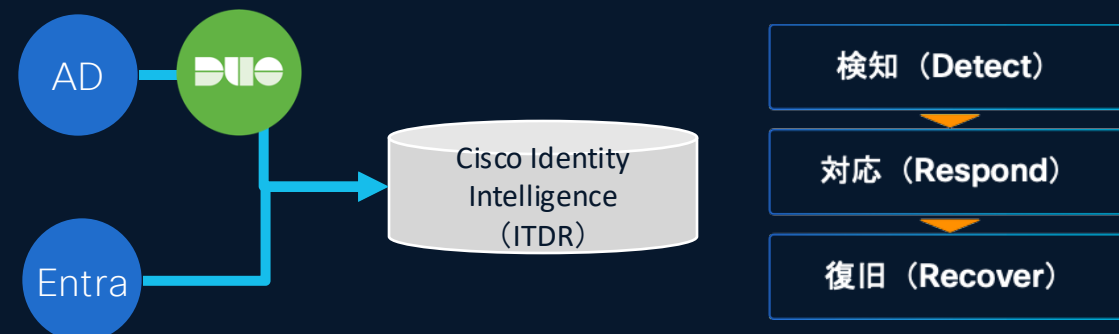 AD
DUO
Entra
Cisco Identity
Intelligence
（ITDR）
検知（Detect）
対応（Respond）
復旧（Recover）